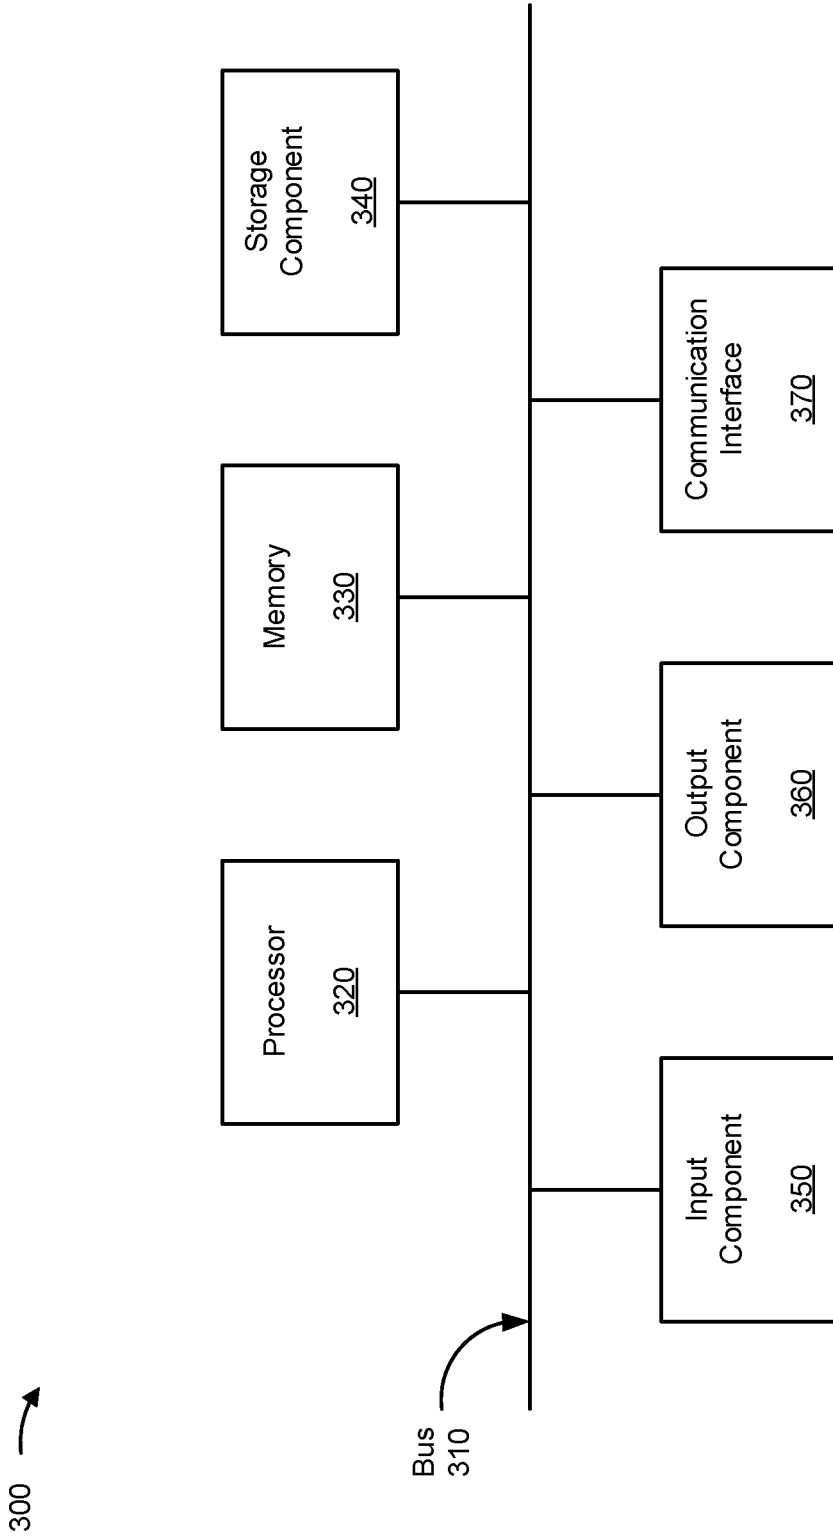 300
Processor
320
Memory
330
Storage
Component
340
Bus
310
Input
Component
350
Output
Component
360
Communication
Interface
370